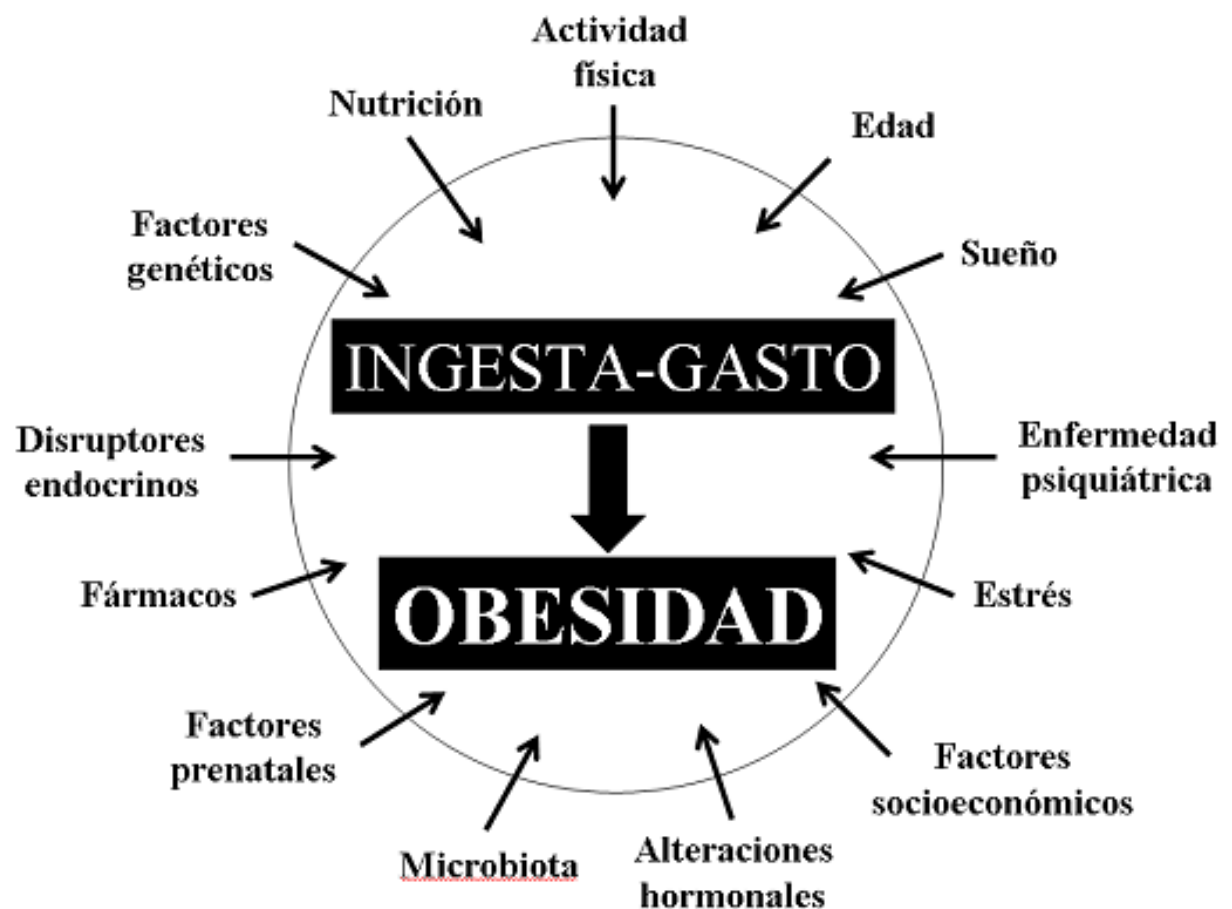 Actividad
física
Nutrición
Edad
Factores
genéticos
Sueño
INGESTA-GASTO
Disruptores
endocrinos
Enfermedad
psiquiátrica
Fármacos
OBESIDAD
Estrés
Factores
prenatales
Factores
socioeconómicos
Microbiota
Alteraciones
hormonales